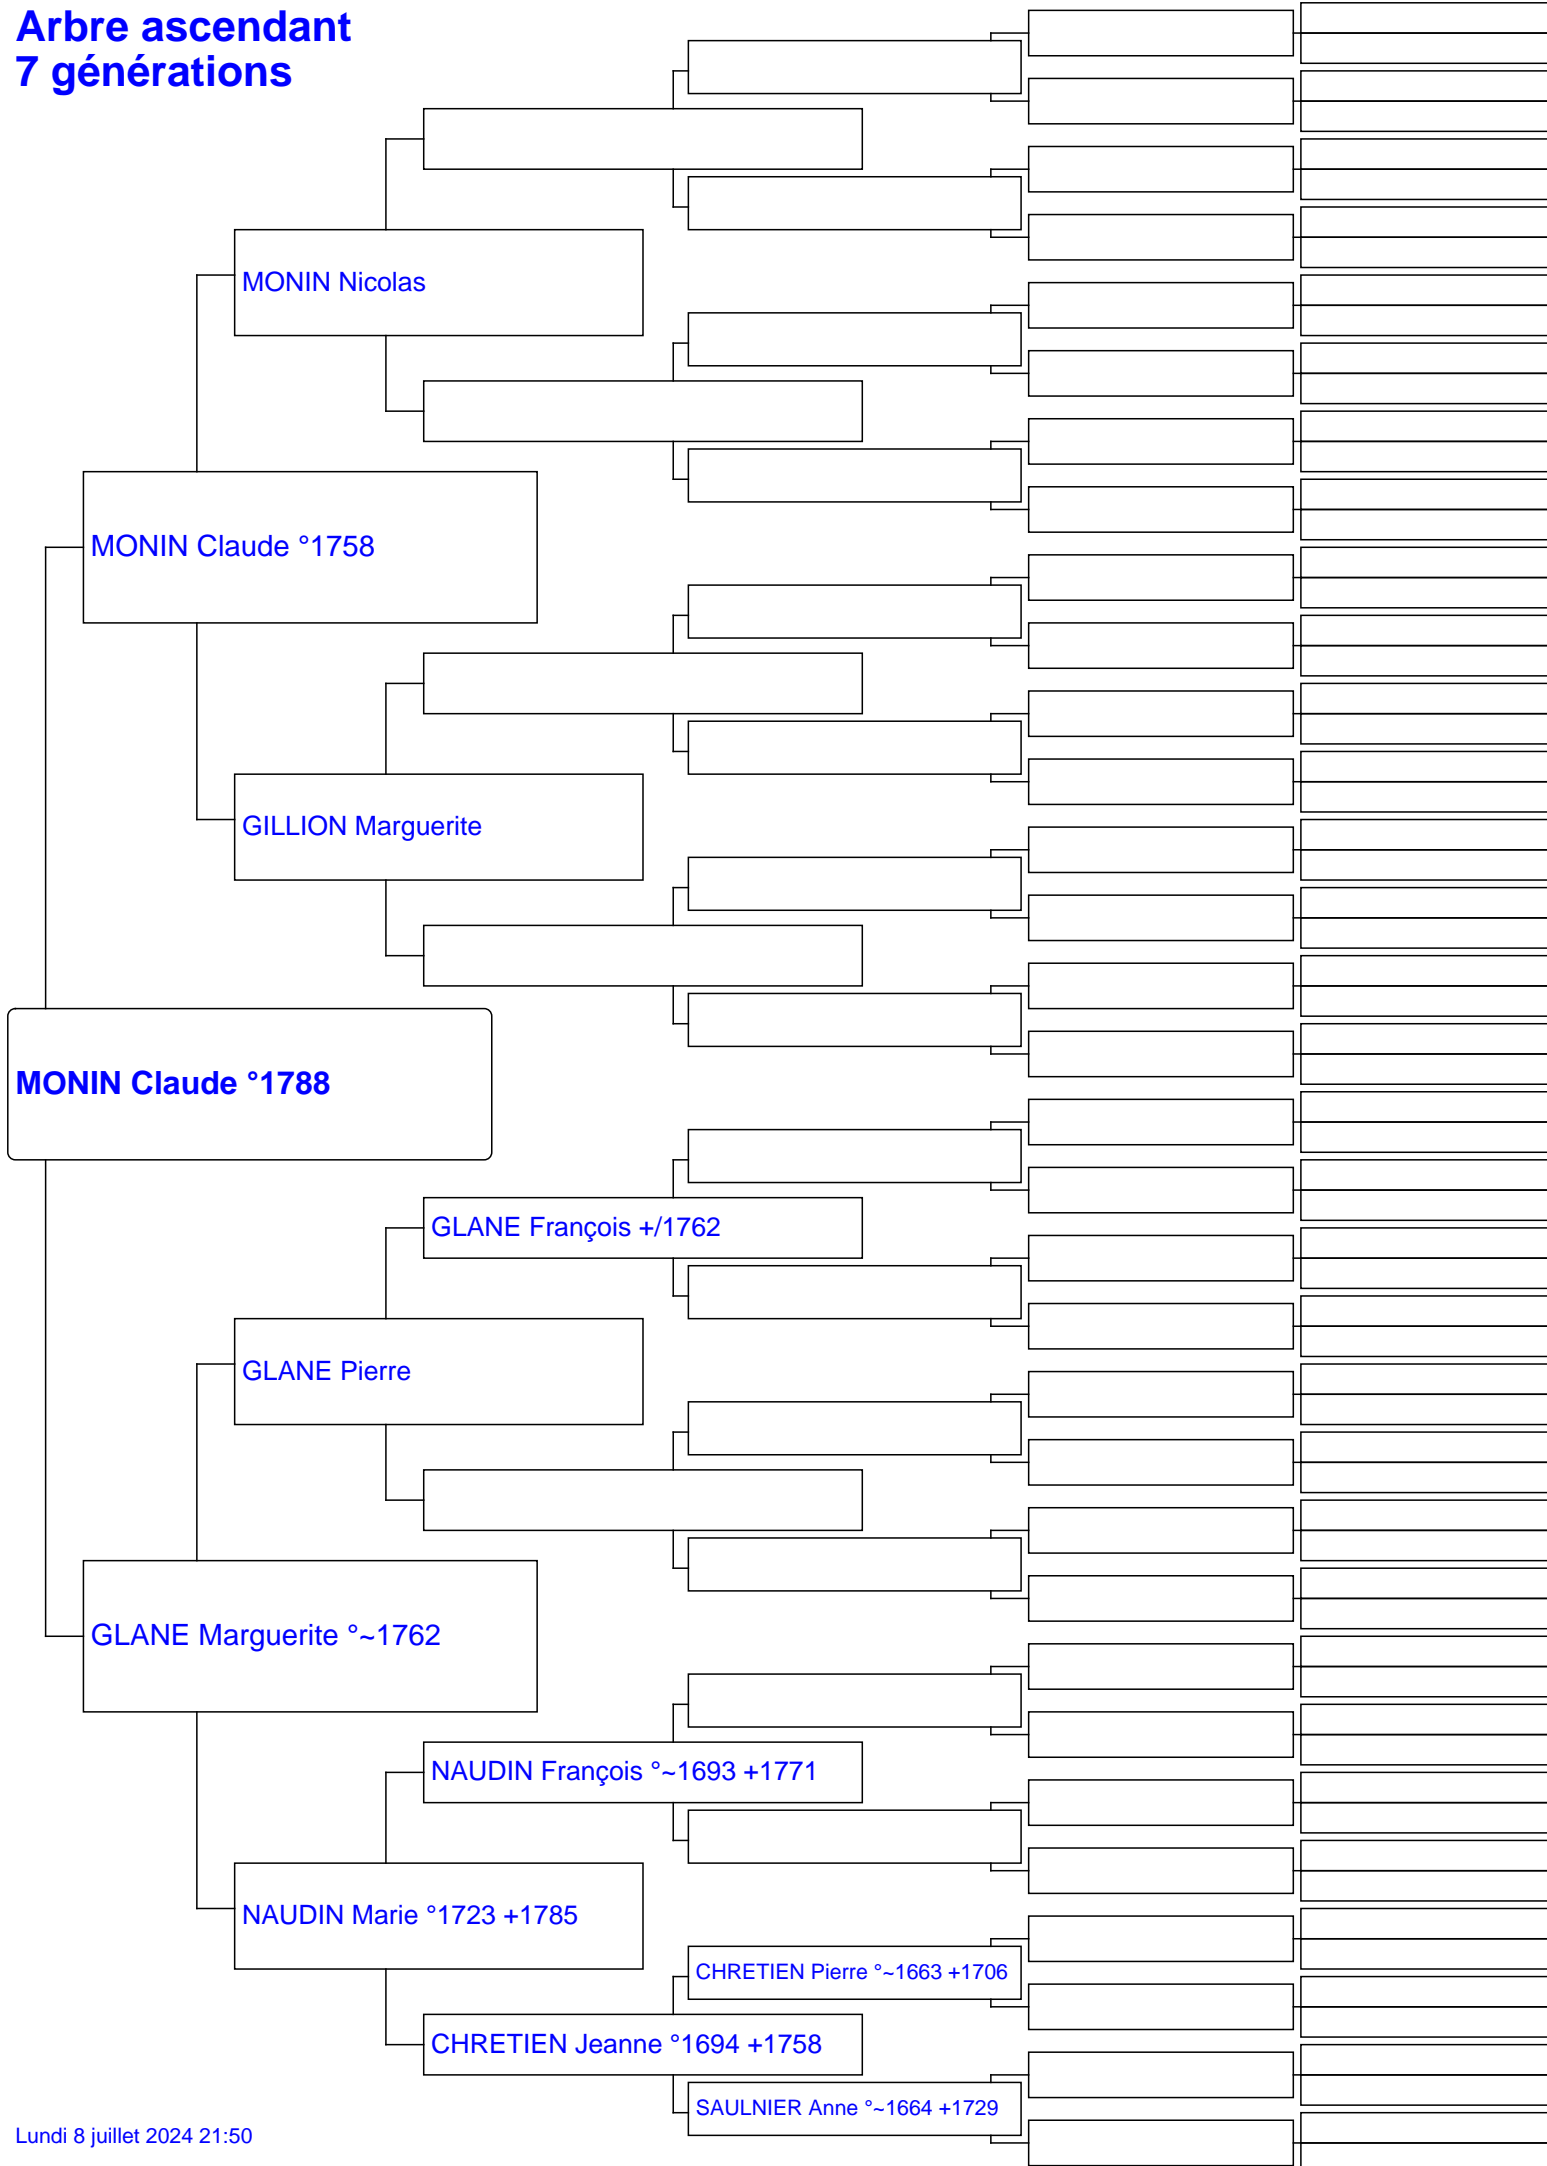 Arbre ascendant
7 générations
MONIN Nicolas
MONIN Claude °1758
GILLION Marguerite
MONIN Claude °1788
GLANE François +/1762
GLANE Pierre
GLANE Marguerite °~1762
NAUDIN François °~1693 +1771
NAUDIN Marie °1723 +1785
CHRETIEN Pierre °~1663 +1706
CHRETIEN Jeanne °1694 +1758
SAULNIER Anne °~1664 +1729
Lundi 8 juillet 2024 21:50